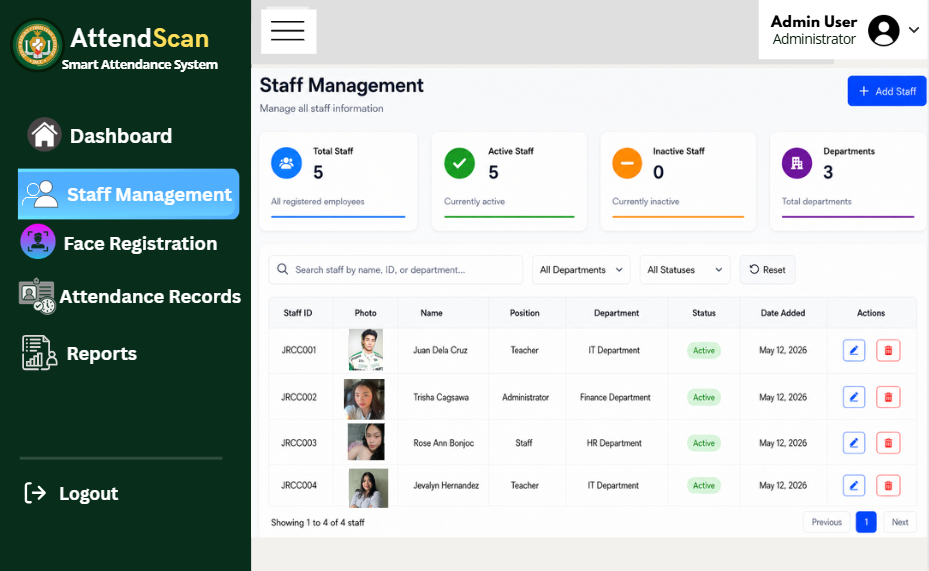 AttendScan
Smart Attendance System
Dashboard
Staff Management
Face Registration
Attendance Records
Reports
Logout
Admin User
Administrator
Staff Management
Manage all staff information
+ Add Staff
Total Staff
5
All registered employees
Active Staff
5
Currently active
Inactive Staff
0
Currently inactive
Departments
3
Total departments
Search staff by name, ID, or department...
All Departments
All Statuses
Reset
Staff ID Photo Name Position Department Status Date Added Actions
JRCC001 Juan Dela Cruz Teacher IT Department Active May 12, 2026
JRCC002 Trisha Cagsawa Administrator Finance Department Active May 12, 2026
JRCC003 Rose Ann Bonjoc Staff HR Department Active May 12, 2026
JRCC004 Jevalyn Hernandez Teacher IT Department Active May 12, 2026
Showing 1 to 4 of 4 staff
Previous 1 Next